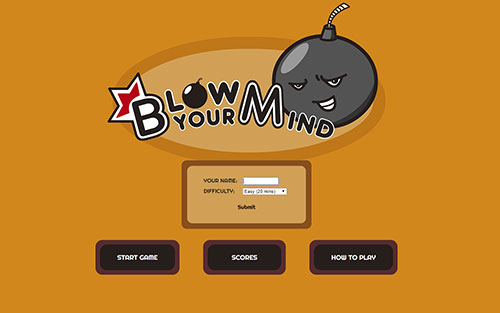 BLOW
YOUR MIND
YOUR NAME:
DIFFICULTY: Easy (20 mins)
Submit
START GAME
SCORES
HOW TO PLAY